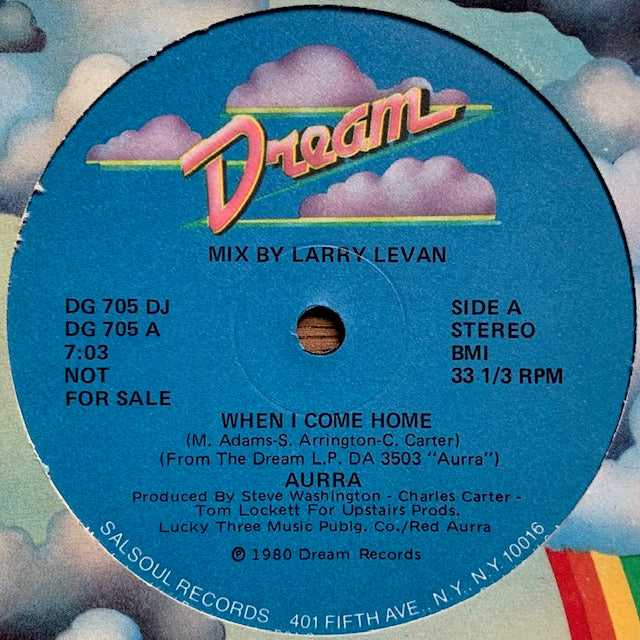 Dream
MIX BY LARRY LEVAN
DG 705 DJ
DG 705 A
7:03
NOT
FOR SALE
SIDE A
STEREO
BMI
33 1/3 RPM
WHEN I COME HOME
(M. Adams-S. Arrington-C. Carter)
(From The Dream L.P. DA 3503 "Aurra")
AURRA
Produced By Steve Washington - Charles Carter -
Tom Lockett For Upstairs Prods.
Lucky Three Music Publg. Co./Red Aurra
℗ 1980 Dream Records
SALSOUL RECORDS 401 FIFTH AVE., N.Y., N.Y. 10016